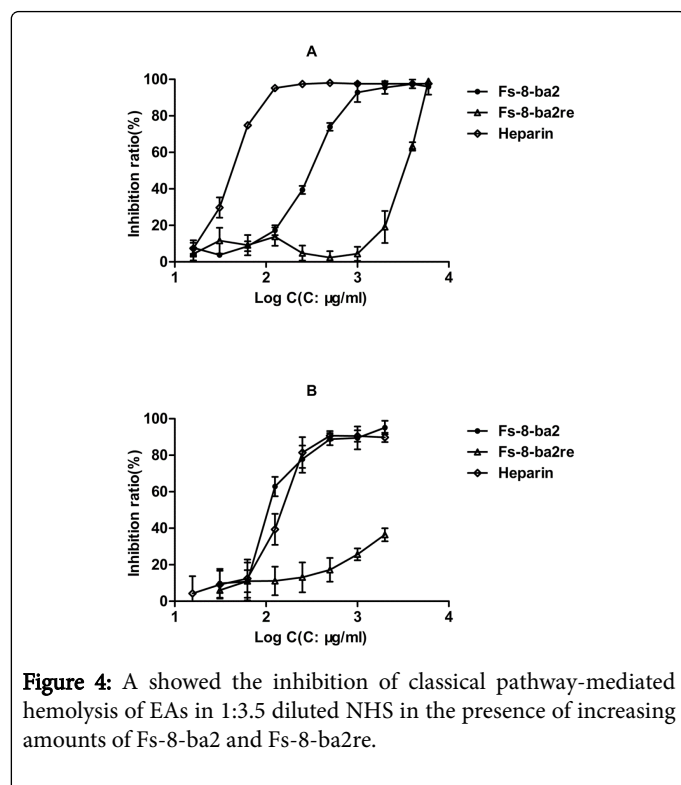 A
100
80
60
40
20
0
Inhibition ratio(%)
1
2
3
4
Log C(C: µg/ml)
Fs-8-ba2
Fs-8-ba2re
Heparin
B
100
80
60
40
20
0
Inhibition ratio(%)
1
2
3
4
Log C(C: µg/ml)
Fs-8-ba2
Fs-8-ba2re
Heparin
Figure 4: A showed the inhibition of classical pathway-mediated
hemolysis of EAs in 1:3.5 diluted NHS in the presence of increasing
amounts of Fs-8-ba2 and Fs-8-ba2re.